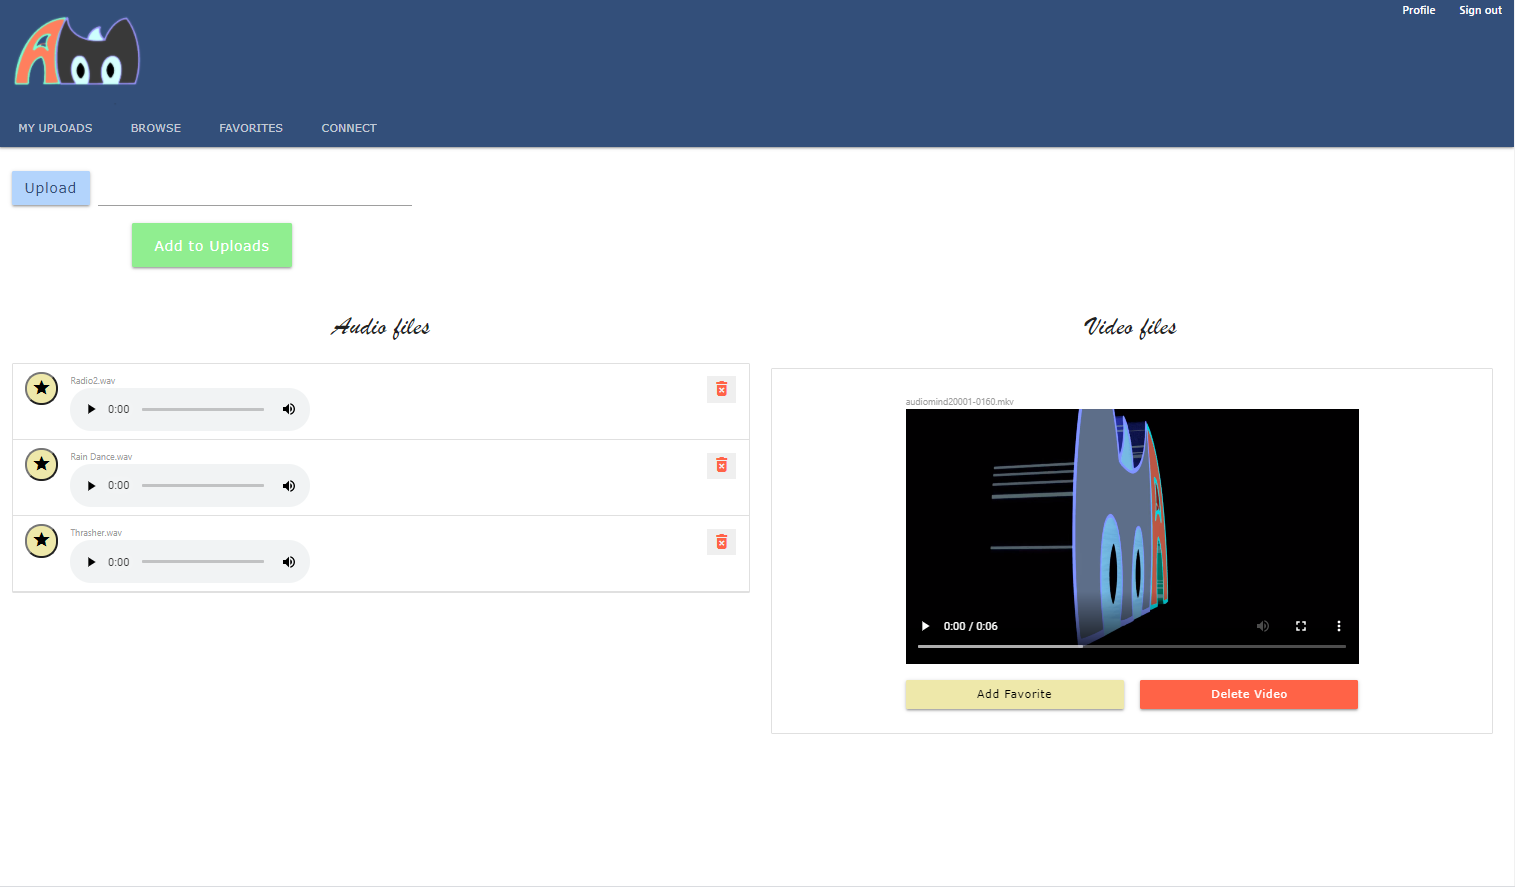 Profile Sign out
A
MY UPLOADS BROWSE FAVORITES CONNECT
Upload
Add to Uploads
Audio files
Radio2.wav
0:00
Rain Dance.wav
0:00
Thrasher.wav
0:00
Video files
audiomind20001-0160.mkv
0:00 / 0:06
Add Favorite Delete Video